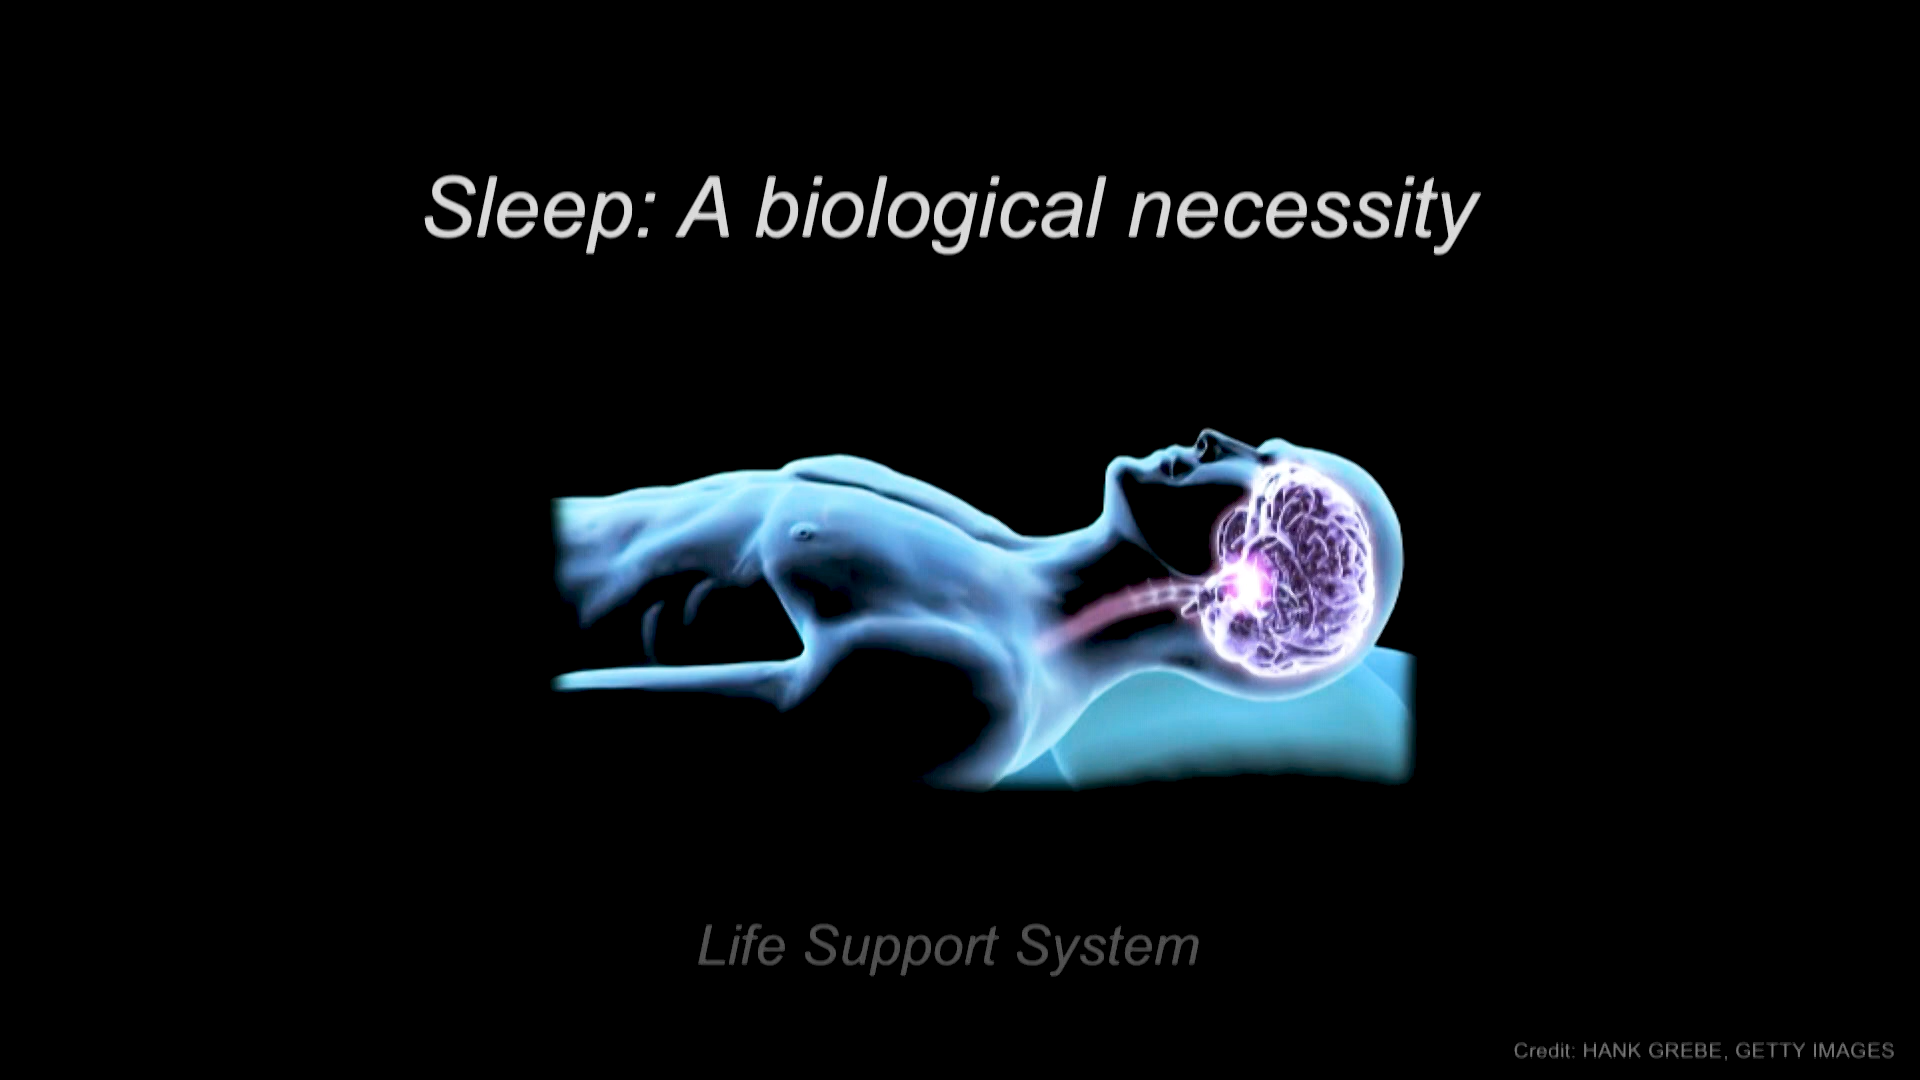 Sleep: A biological necessity
Life Support System
Credit: HANK GREBE, GETTY IMAGES